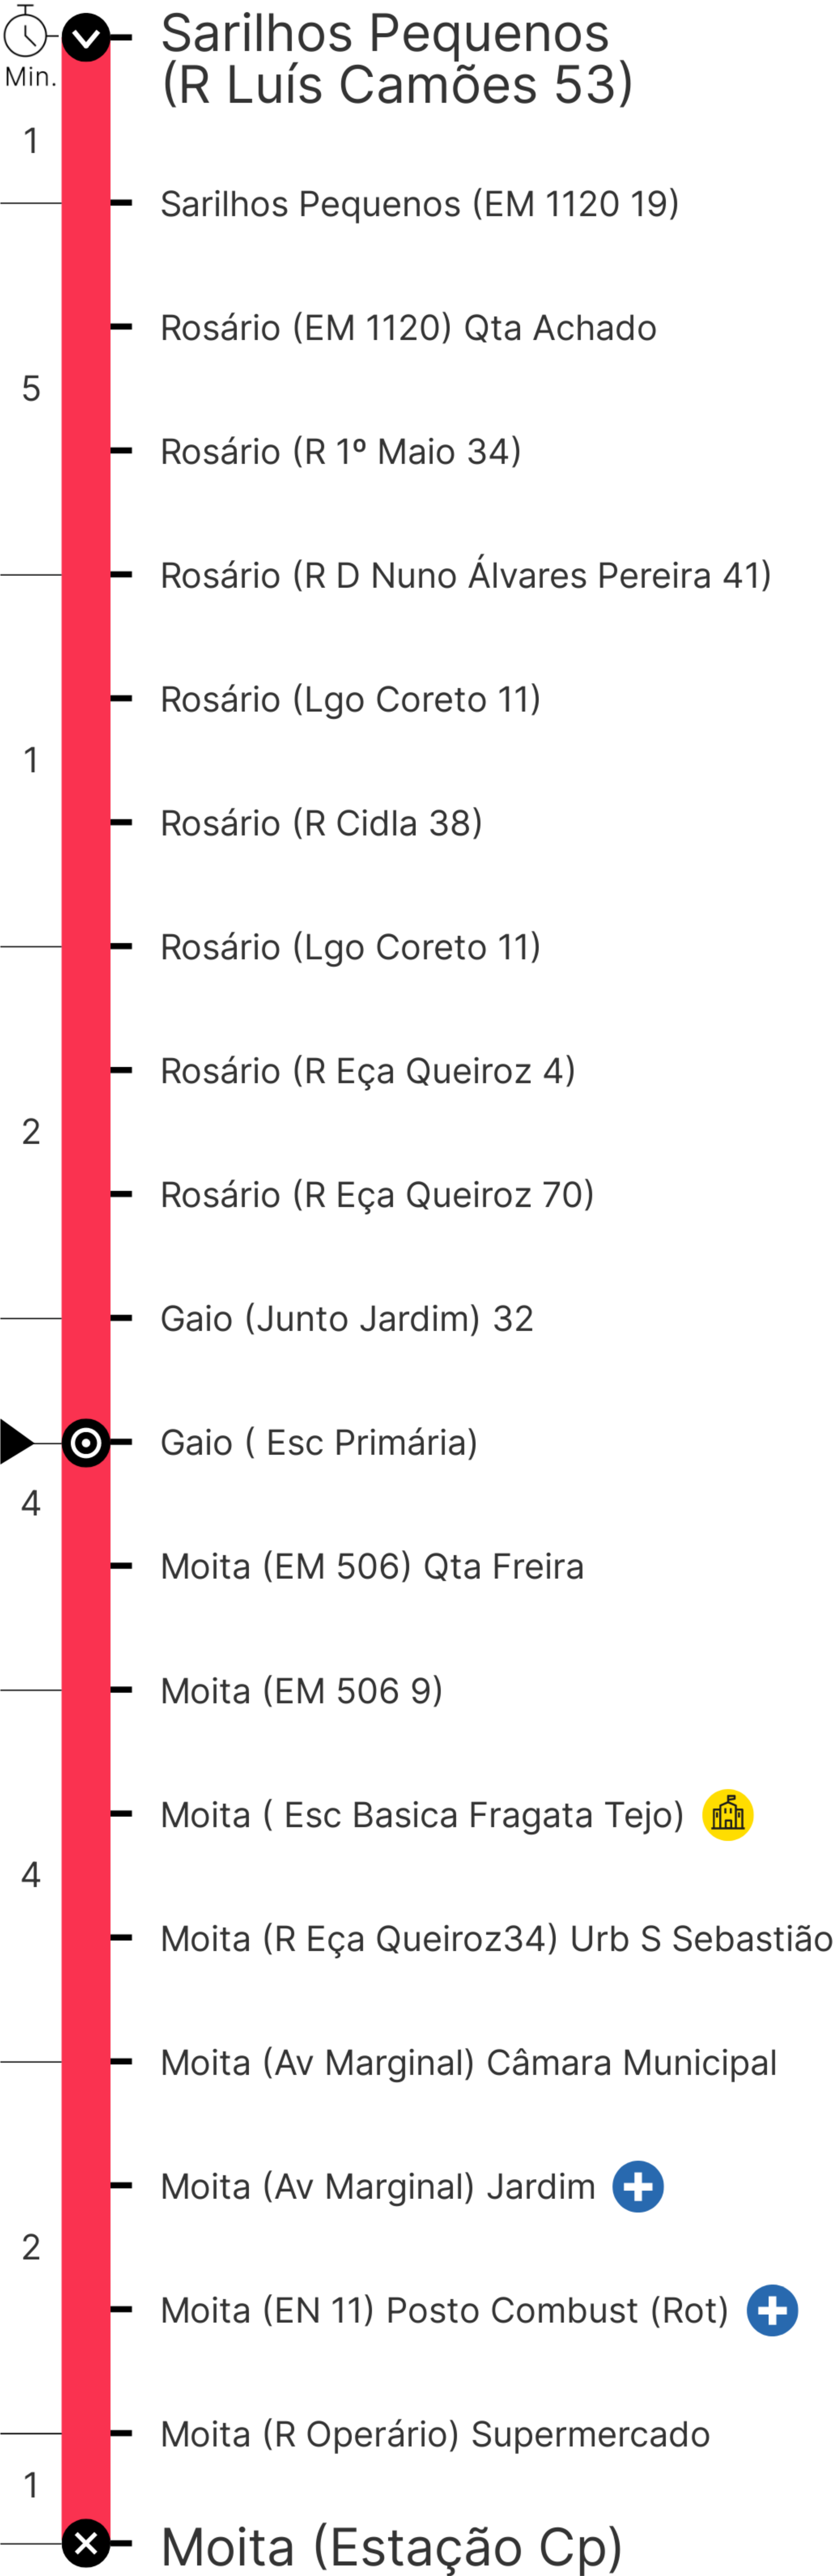 Min.
Sarilhos Pequenos
(R Luís Camões 53)
1
Sarilhos Pequenos (EM 1120 19)
Rosário (EM 1120) Qta Achado
5
Rosário (R 1º Maio 34)
Rosário (R D Nuno Álvares Pereira 41)
Rosário (Lgo Coreto 11)
1
Rosário (R Cidla 38)
Rosário (Lgo Coreto 11)
Rosário (R Eça Queiroz 4)
2
Rosário (R Eça Queiroz 70)
Gaio (Junto Jardim) 32
Gaio ( Esc Primária)
4
Moita (EM 506) Qta Freira
Moita (EM 506 9)
Moita ( Esc Basica Fragata Tejo)
4
Moita (R Eça Queiroz34) Urb S Sebastião
Moita (Av Marginal) Câmara Municipal
Moita (Av Marginal) Jardim
2
Moita (EN 11) Posto Combust (Rot)
Moita (R Operário) Supermercado
1
Moita (Estação Cp)